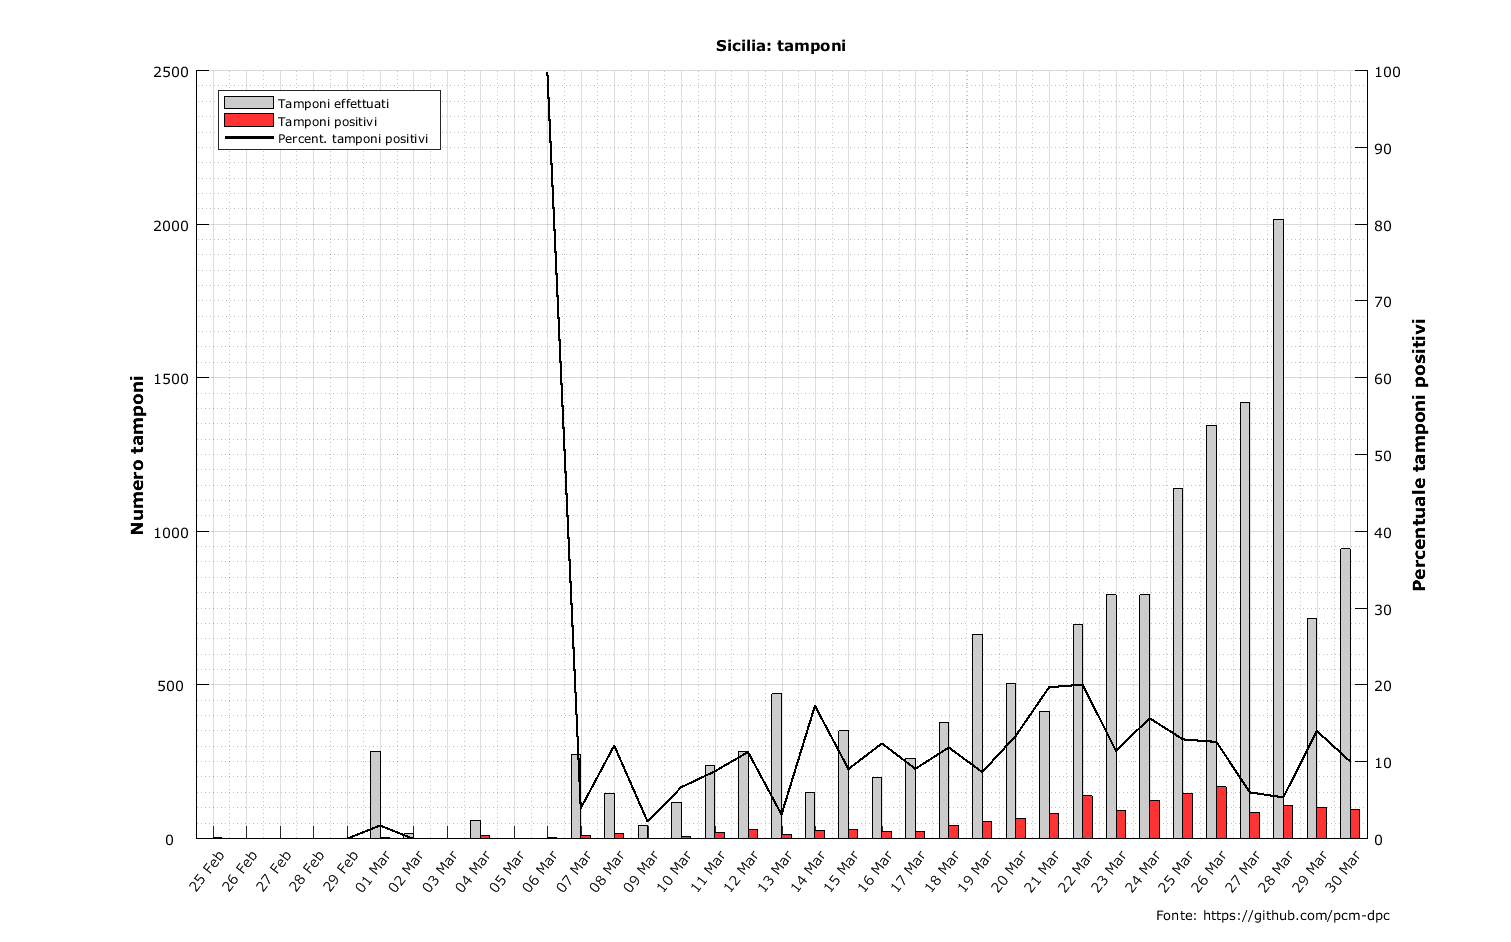 Sicilia: tamponi
Tamponi effettuati
Tamponi positivi
Percent. tamponi positivi
Numero tamponi
2500
2000
1500
1000
500
0
100
90
80
70
60
50
40
30
20
10
0
Percentuale tamponi positivi
25 Feb
26 Feb
27 Feb
28 Feb
29 Feb
01 Mar
02 Mar
03 Mar
04 Mar
05 Mar
06 Mar
07 Mar
08 Mar
09 Mar
10 Mar
11 Mar
12 Mar
13 Mar
14 Mar
15 Mar
16 Mar
17 Mar
18 Mar
19 Mar
20 Mar
21 Mar
22 Mar
23 Mar
24 Mar
25 Mar
26 Mar
27 Mar
28 Mar
29 Mar
30 Mar
Fonte: https://github.com/pcm-dpc